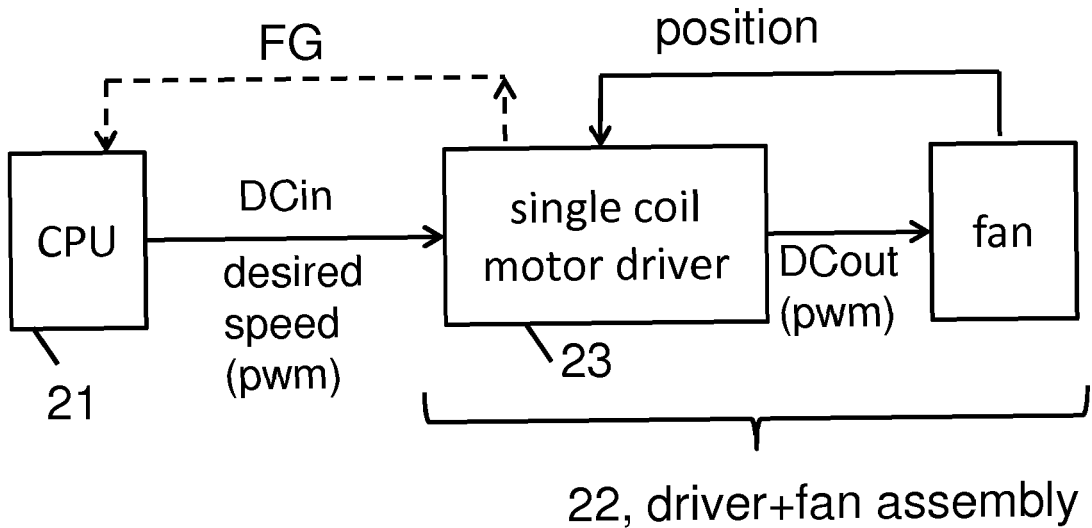 FG
position
CPU
DCin
desired
speed
(pwm)
single coil
motor driver
DCout
(pwm)
fan
21
23
22, driver+fan assembly